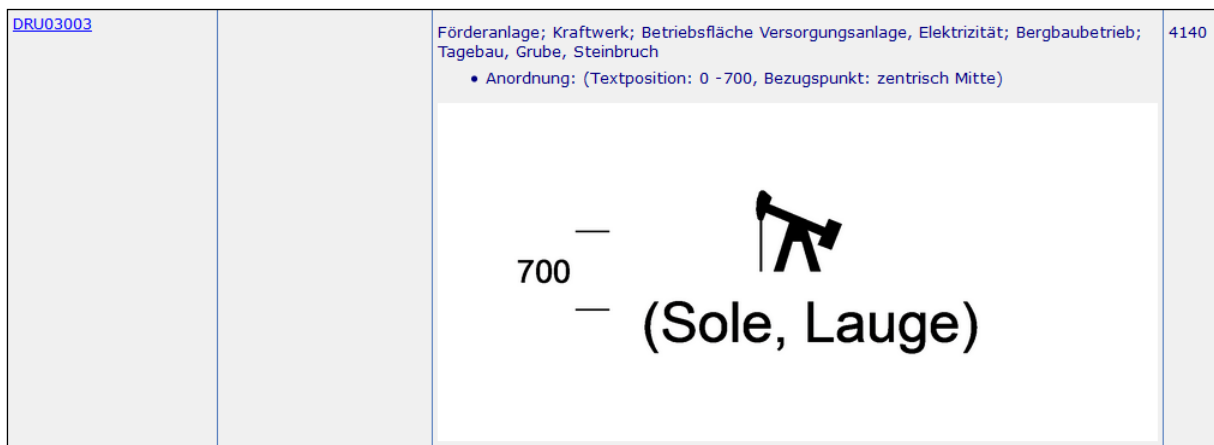 DRU03003
Förderanlage; Kraftwerk; Betriebsfläche Versorgungsanlage, Elektrizität; Bergbaubetrieb;
Tagebau, Grube, Steinbruch
• Anordnung: (Textposition: 0 -700, Bezugspunkt: zentrisch Mitte)
4140
700
(Sole, Lauge)